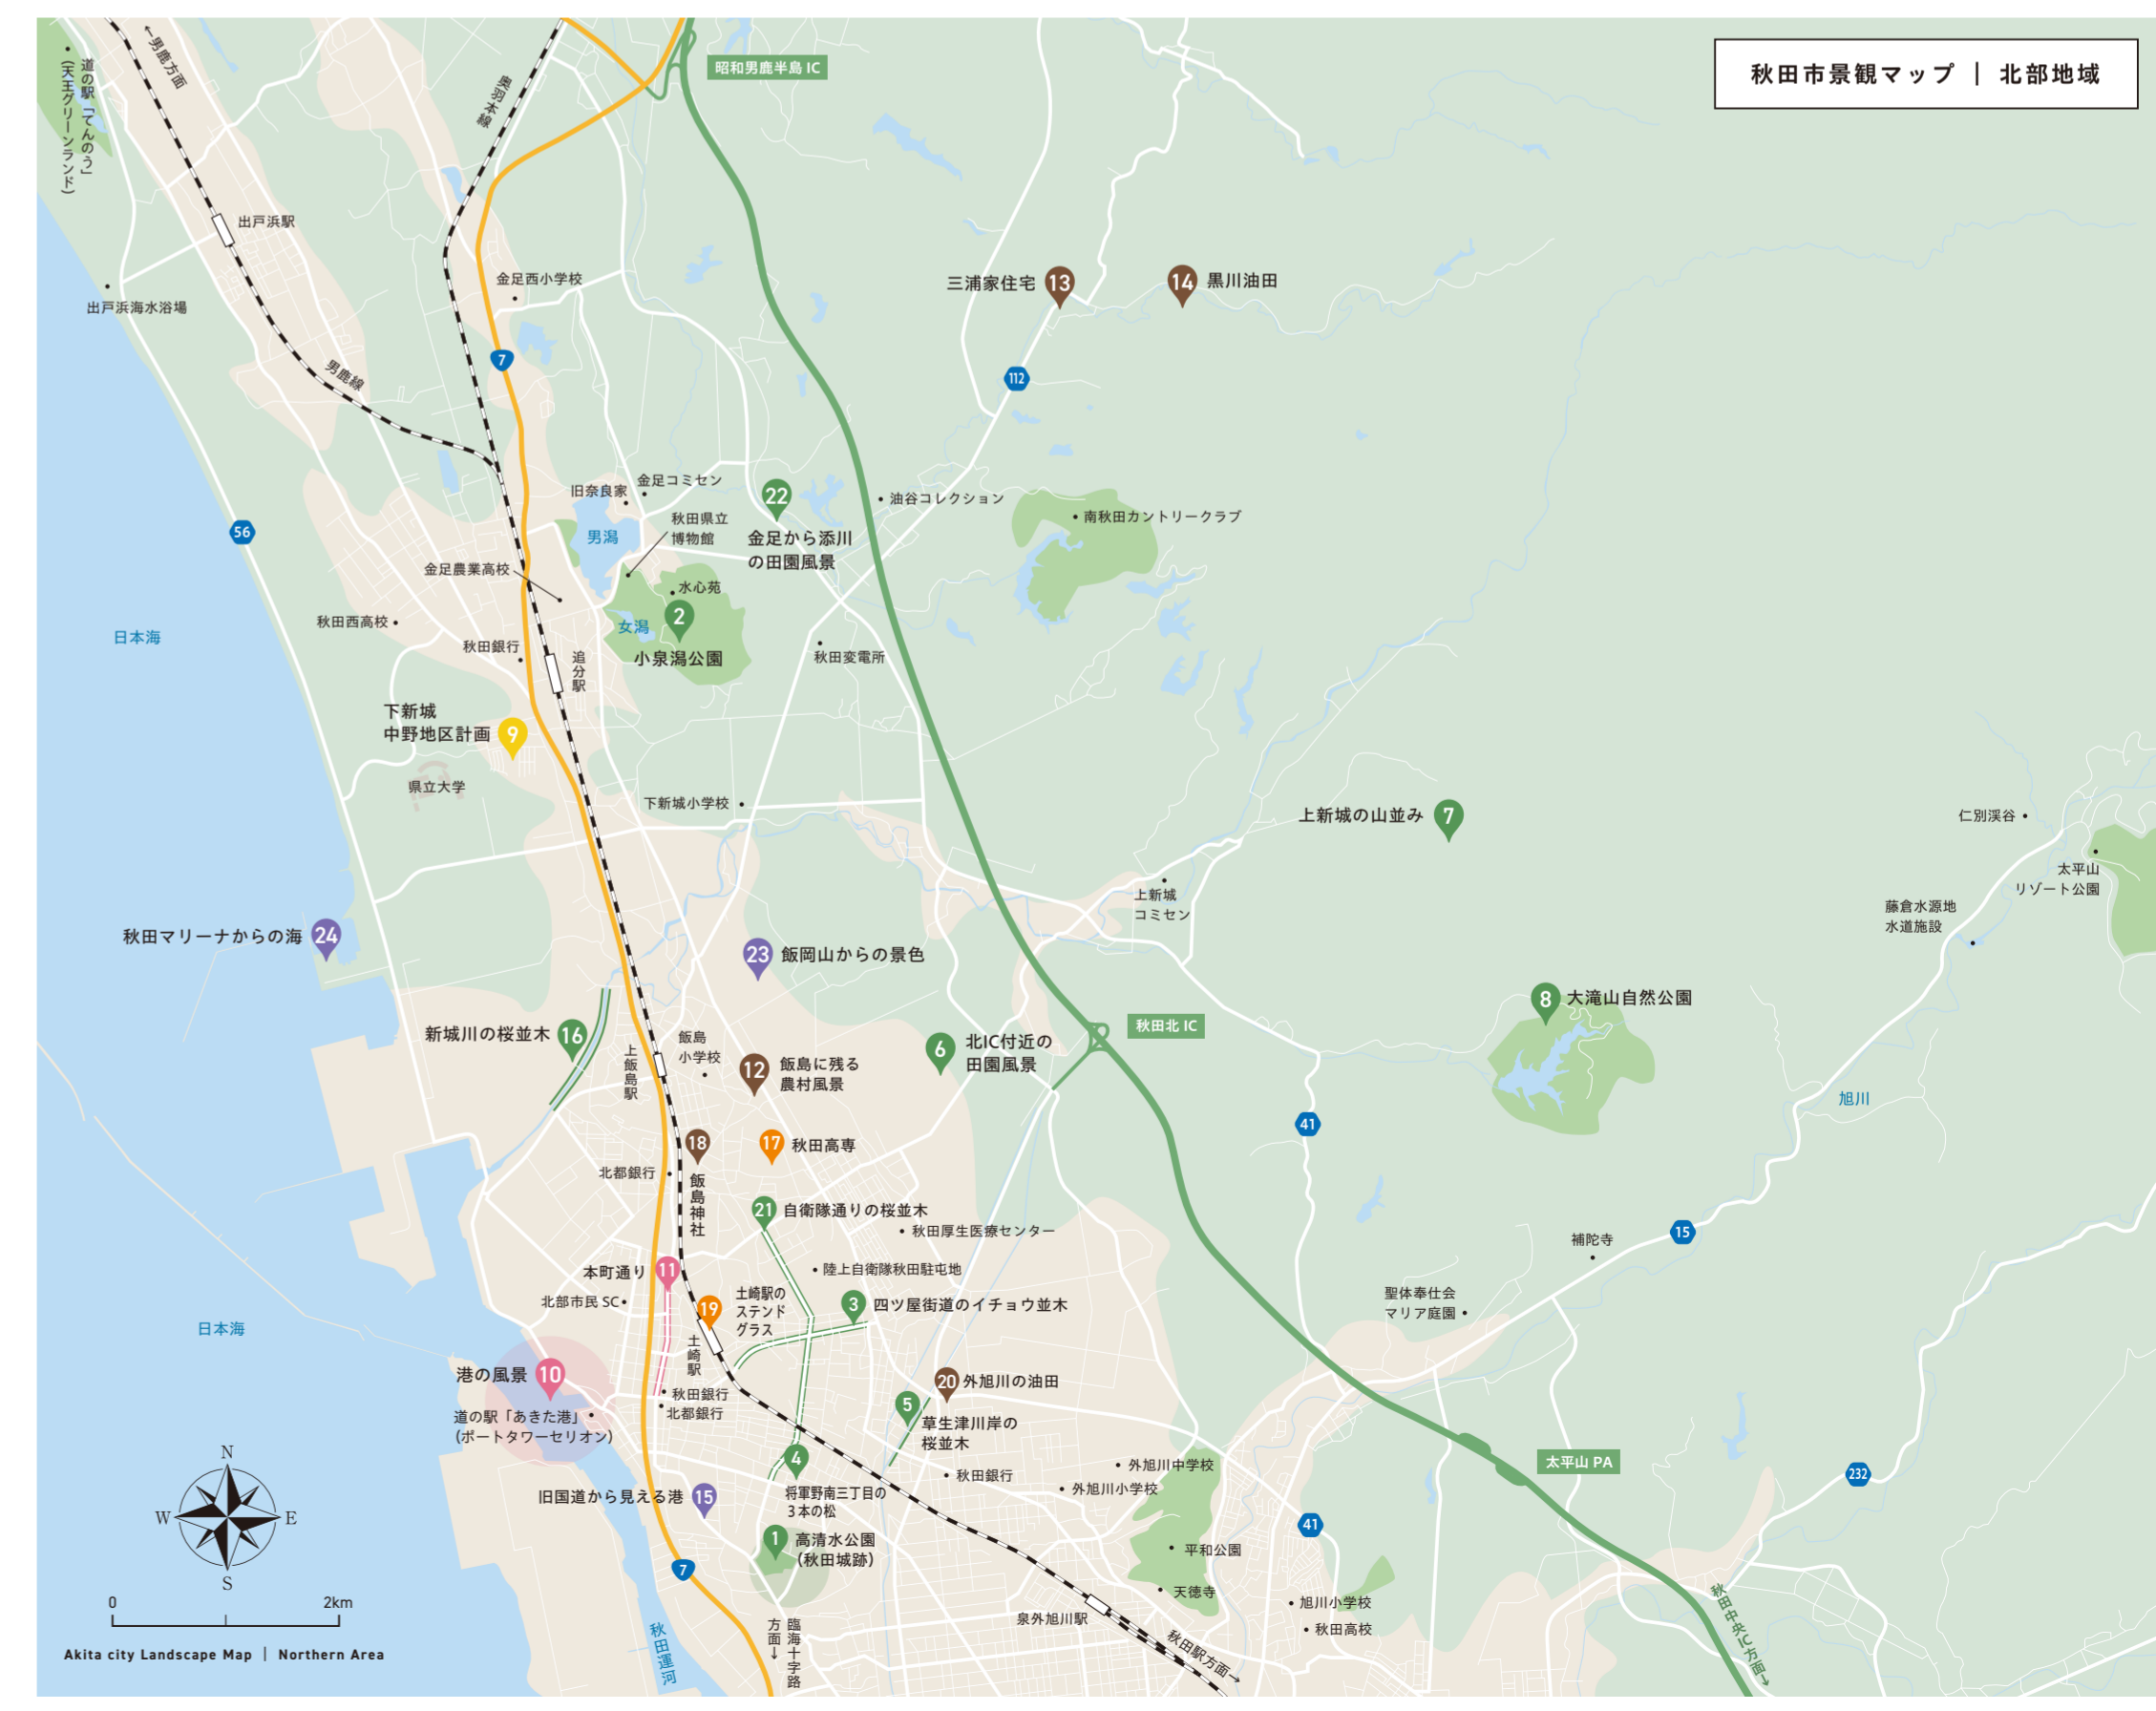 秋田市景観マップ｜北部地域
昭和男鹿半島 IC
←男鹿方面
道の駅「てんのう」
(天王グリーンランド)
奥羽本線
出戸浜駅
出戸浜海水浴場
金足西小学校
7
三浦家住宅
13
14
黒川油田
男鹿線
112
56
旧奈良家
金足コミセン
秋田県立
博物館
男潟
22
金足から添川
の田園風景
油谷コレクション
南秋田カントリークラブ
金足農業高校
水心苑
2
女潟
小泉潟公園
秋田西高校
秋田銀行
追分駅
秋田変電所
日本海
下新城
中野地区計画
9
県立大学
下新城小学校
上新城の山並み
7
仁別渓谷
太平山
リゾート公園
上新城
コミセン
藤倉水源地
水道施設
秋田マリーナからの海
24
23
飯岡山からの景色
8
大滝山自然公園
新城川の桜並木
16
上飯島駅
飯島
小学校
12
飯島に残る
農村風景
6
北IC付近の
田園風景
秋田北 IC
旭川
41
18
飯島神社
17
秋田高専
北都銀行
21
自衛隊通りの桜並木
秋田厚生医療センター
15
補陀寺
本町通り
11
陸上自衛隊秋田駐屯地
北部市民 SC
19
土崎駅の
ステンド
グラス
土崎駅
3
四ツ屋街道のイチョウ並木
聖体奉仕会
マリア庭園
日本海
港の風景
10
道の駅「あきた港」
(ポートタワーセリオン)
秋田銀行
北都銀行
20
外旭川の油田
5
草生津川岸の
桜並木
4
将軍野南三丁目の
３本の松
秋田銀行
外旭川中学校
外旭川小学校
太平山 PA
232
旧国道から見える港
15
1
高清水公園
(秋田城跡)
41
平和公園
天徳寺
7
泉外旭川駅
旭川小学校
秋田高校
秋田駅方面→
秋田中央IC方面→
臨海十字路
方面→
秋田運河
N
W
E
S
0
2km
Akita city Landscape Map｜Northern Area